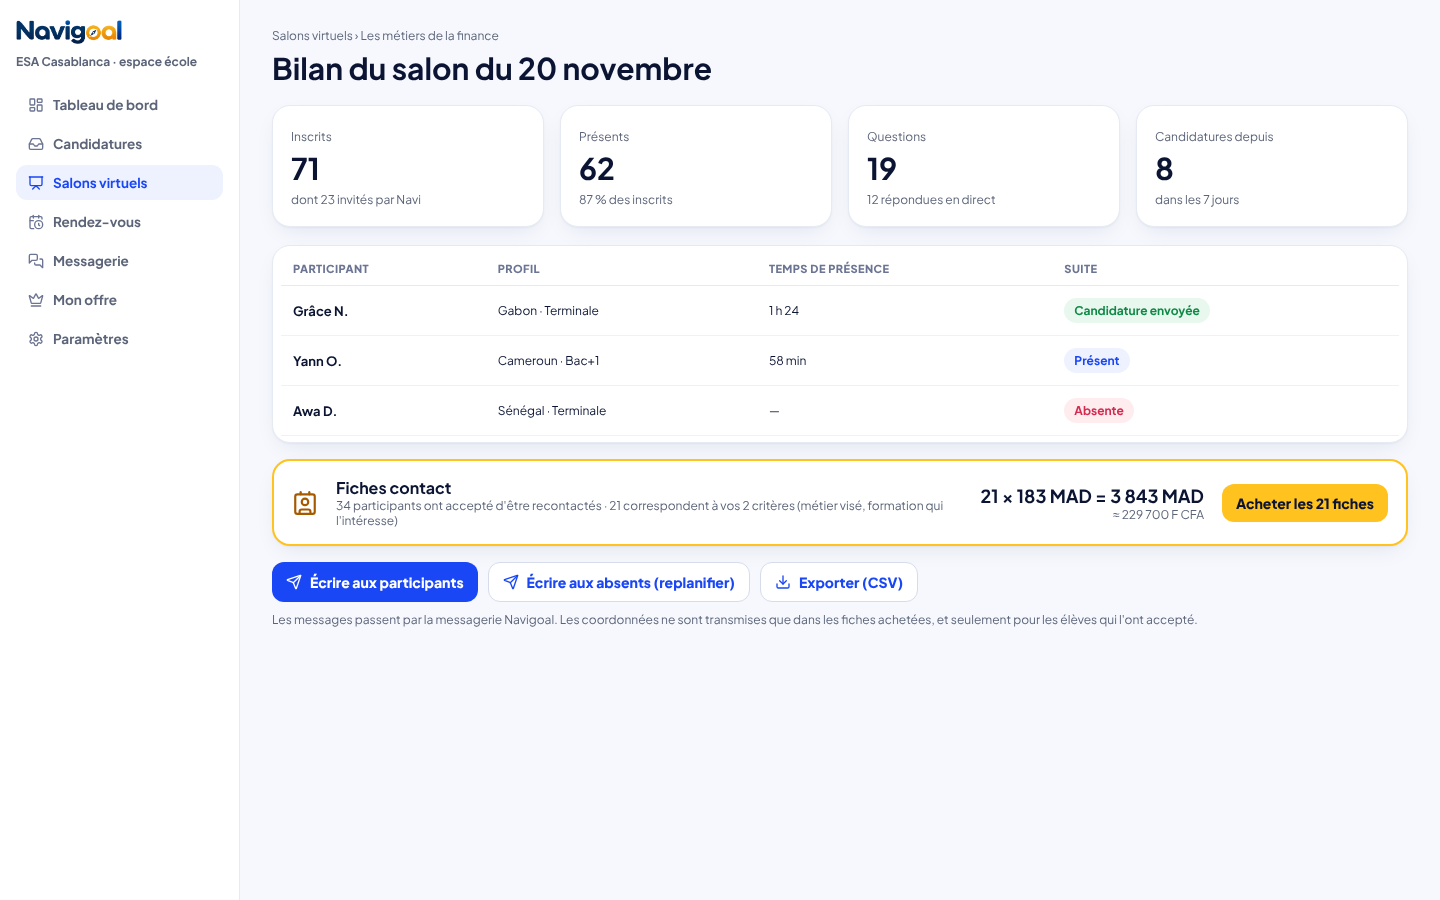 Navigoal
ESA Casablanca · espace école
Tableau de bord
Candidatures
Salons virtuels
Rendez-vous
Messagerie
Mon offre
Paramètres
Salons virtuels › Les métiers de la finance
Bilan du salon du 20 novembre
Inscrits
71
dont 23 invités par Navi
Présents
62
87 % des inscrits
Questions
19
12 répondues en direct
Candidatures depuis
8
dans les 7 jours
PARTICIPANT PROFIL TEMPS DE PRÉSENCE SUITE
Grâce N. Gabon · Terminale 1 h 24 Candidature envoyée
Yann O. Cameroun · Bac+1 58 min Présent
Awa D. Sénégal · Terminale — Absente
Fiches contact
34 participants ont accepté d'être recontactés · 21 correspondent à vos 2 critères (métier visé, formation qui
l'intéresse)
21 × 183 MAD = 3 843 MAD
≈ 229 700 F CFA
Acheter les 21 fiches
Écrire aux participants
Écrire aux absents (replanifier)
Exporter (CSV)
Les messages passent par la messagerie Navigoal. Les coordonnées ne sont transmises que dans les fiches achetées, et seulement pour les élèves qui l'ont accepté.